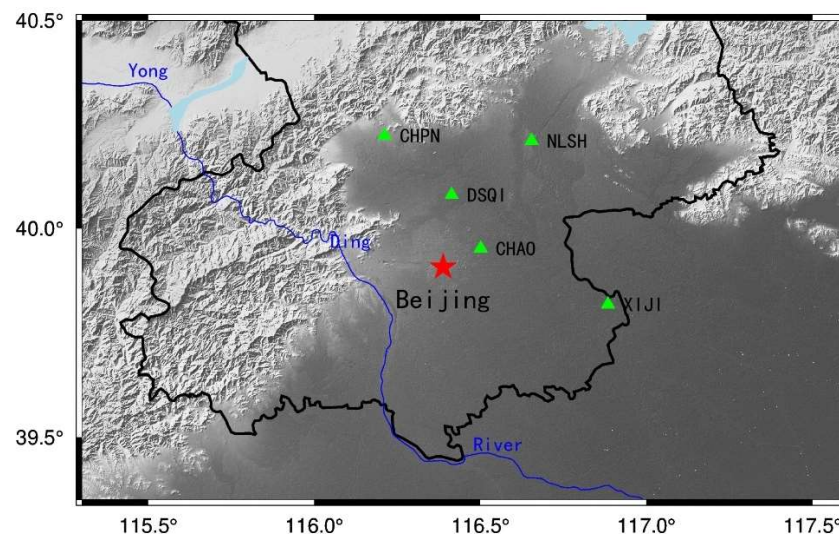 40.5°
Yong
CHPN
NLSH
DSQI
40.0°
Ding
CHAO
Beijing
XIJI
39.5°
River
115.5°
116.0°
116.5°
117.0°
117.5°